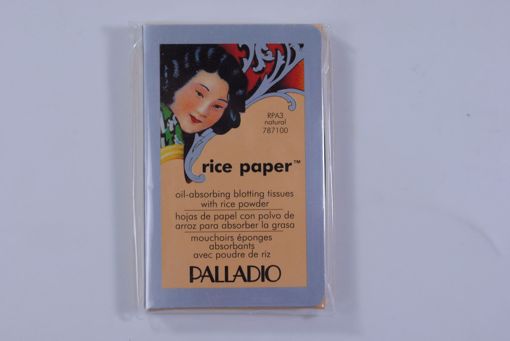 RPA3
natural
787100
rice paper™
oil-absorbing blotting tissues
with rice powder
hojas de papel con polvo de
arroz para absorber la grasa
mouchoirs éponges
absorbants
avec poudre de riz
PALLADIO